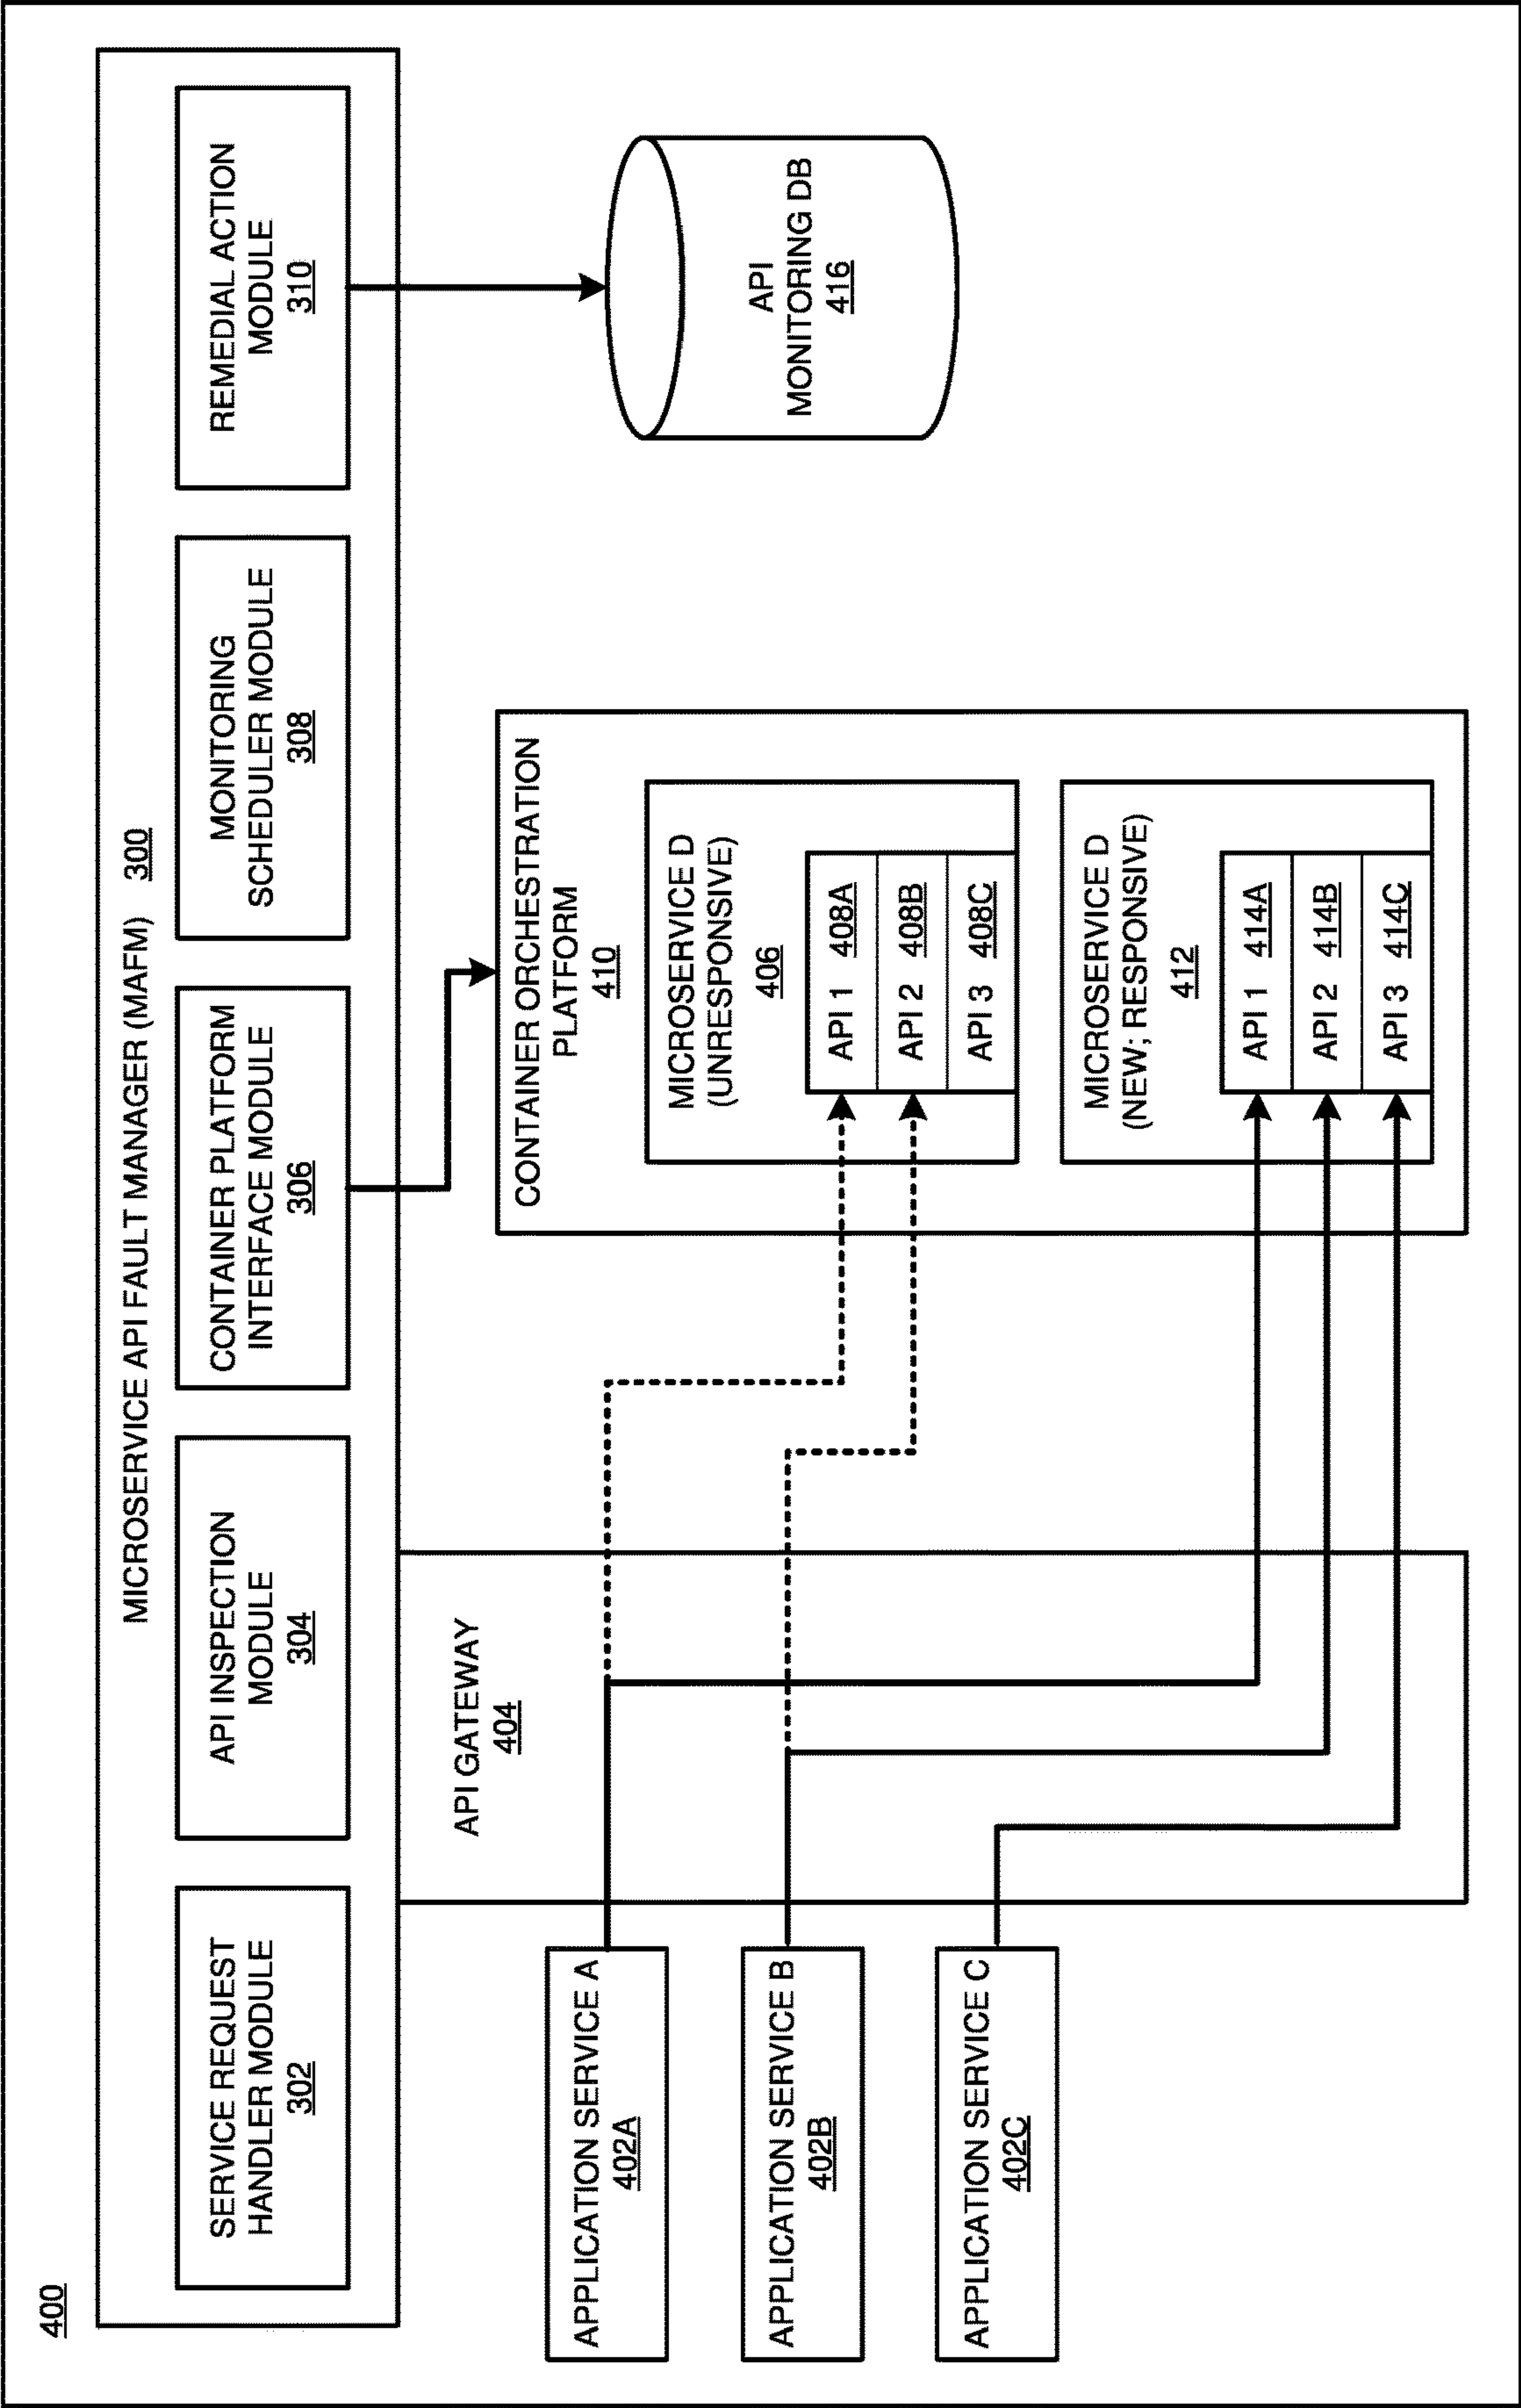 400
MICROSERVICE API FAULT MANAGER (MAFM) 300
SERVICE REQUEST
HANDLER MODULE
302
API INSPECTION
MODULE
304
CONTAINER PLATFORM
INTERFACE MODULE
306
MONITORING
SCHEDULER MODULE
308
REMEDIAL ACTION
MODULE
310
APPLICATION SERVICE A
402A
APPLICATION SERVICE B
402B
APPLICATION SERVICE C
402C
API GATEWAY
404
CONTAINER ORCHESTRATION
PLATFORM
410
MICROSERVICE D
(UNRESPONSIVE)
406
API 1 408A
API 2 408B
API 3 408C
MICROSERVICE D
(NEW; RESPONSIVE)
412
API 1 414A
API 2 414B
API 3 414C
API
MONITORING DB
416